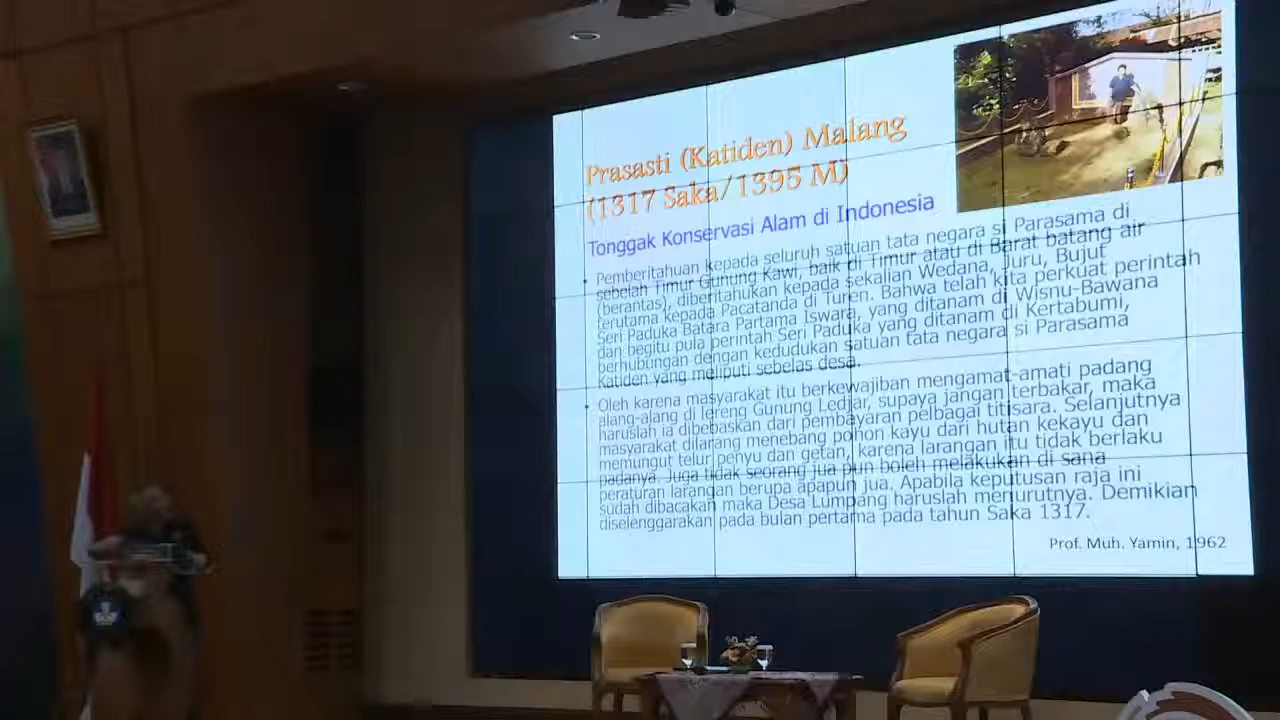 Prasasti (Katiden) Malang
(1317 Saka/1395 M)
Tonggak Konservasi Alam di Indonesia
• Pemberitahuan kepada seluruh satuan tata negara si Parasama di
sebelah Timur Gunung Kawi, baik di Timur atau di Barat batang air
(berantas), diberitahukan kepada sekalian Wedana, Juru, Bujut
terutama kepada Pacatanda di Turen. Bahwa telah kita perkuat perintah
Seri Paduka Batara Partama Iswara, yang ditanam di Wisnu-Bawana
dan begitu pula perintah Seri Paduka yang ditanam di Kertabumi,
berhubungan dengan kedudukan satuan tata negara si Parasama
Katiden yang meliputi sebelas desa.
• Oleh karena masyarakat itu berkewajiban mengamat-amati padang
alang-alang di lereng Gunung Ledjar, supaya jangan terbakar, maka
haruslah ia dibebaskan dari pembayaran pelbagai titisara. Selanjutnya
masyarakat dilarang menebang pohon kayu dari hutan kekayu dan
memungut telur penyu dan getan, karena larangan itu tidak berlaku
padanya. Juga tidak seorang jua pun boleh melakukan di sana
peraturan larangan berupa apapun jua. Apabila keputusan raja ini
sudah dibacakan maka Desa Lumpang haruslah menurutnya. Demikian
diselenggarakan pada bulan pertama pada tahun Saka 1317.
Prof. Muh. Yamin, 1962